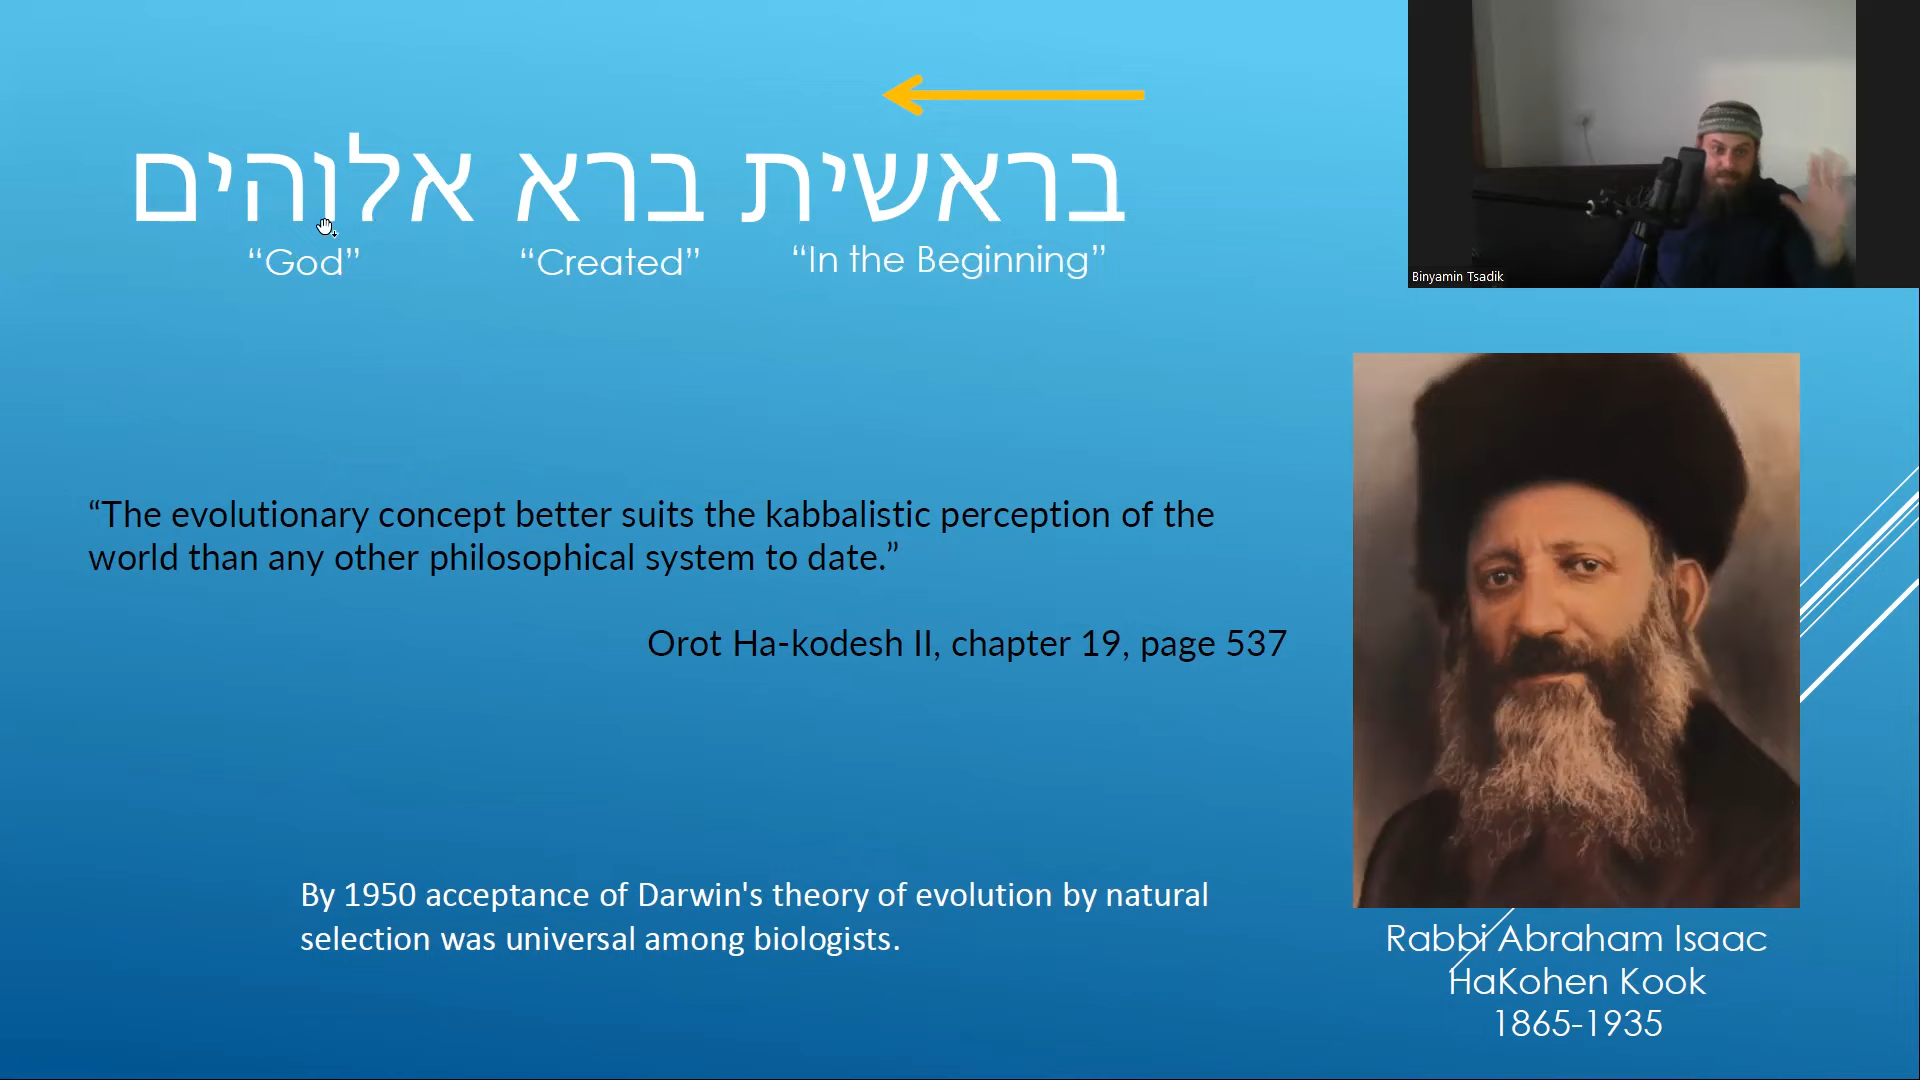 בראשית ברא אלוהים
“God” “Created” “In the Beginning”
Binyamin Tsadik
“The evolutionary concept better suits the kabbalistic perception of the
world than any other philosophical system to date.”
Orot Ha-kodesh II, chapter 19, page 537
By 1950 acceptance of Darwin's theory of evolution by natural
selection was universal among biologists.
Rabbi Abraham Isaac
HaKohen Kook
1865-1935